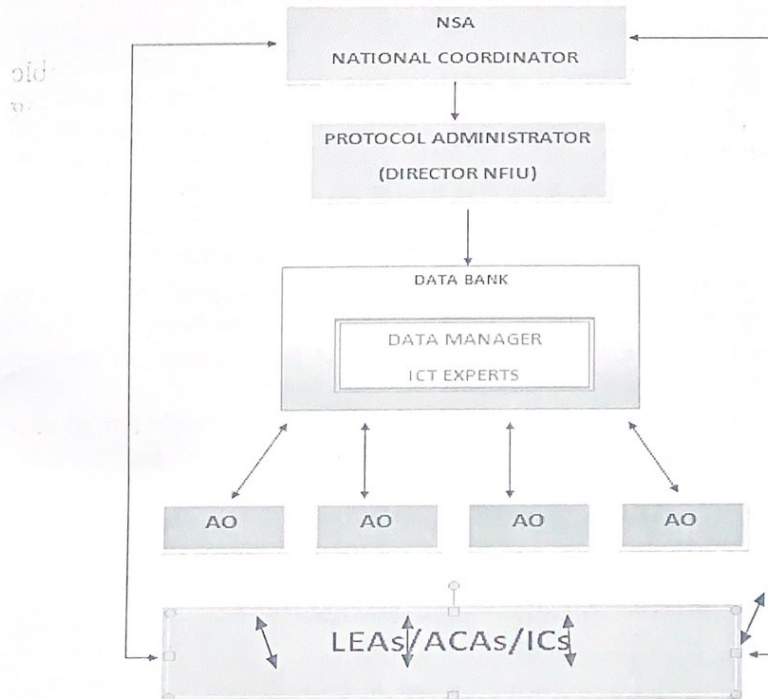 NSA
NATIONAL COORDINATOR
PROTOCOL ADMINISTRATOR
(DIRECTOR NFIU)
DATA BANK
DATA MANAGER
ICT EXPERTS
AO AO AO AO
LEAs/ACAs/ICs